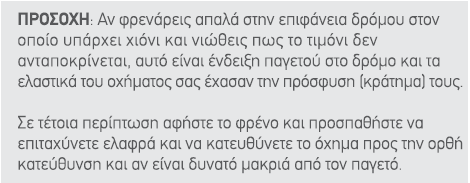 ΠΡΟΣΟΧΗ: Αν φρενάρεις απαλά στην επιφάνεια δρόμου στον
οποίο υπάρχει χιόνι και νιώθεις πως το τιμόνι δεν
ανταποκρίνεται, αυτό είναι ένδειξη παγετού στο δρόμο και τα
ελαστικά του οχήματος σας έχασαν την πρόσφυση (κράτημα) τους.
Σε τέτοια περίπτωση αφήστε το φρένο και προσπαθήστε να
επιταχύνετε ελαφρά και να κατευθύνετε το όχημα προς την ορθή
κατεύθυνση και αν είναι δυνατό μακριά από τον παγετό.